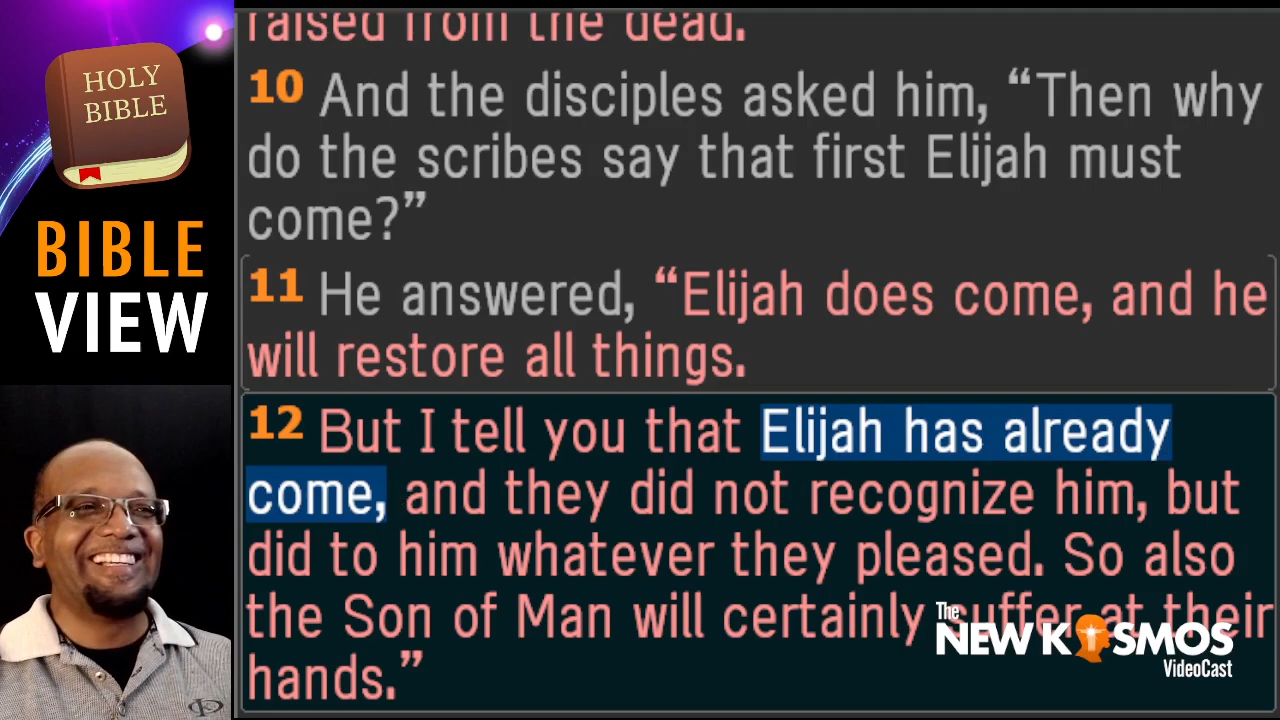 HOLY
BIBLE
BIBLE
VIEW
raised from the dead.
10 And the disciples asked him, “Then why
do the scribes say that first Elijah must
come?”
11 He answered, “Elijah does come, and he
will restore all things.
12 But I tell you that Elijah has already
come, and they did not recognize him, but
did to him whatever they pleased. So also
the Son of Man will certainly suffer at their
hands.”
The
NEW KOSMOS
VideoCast